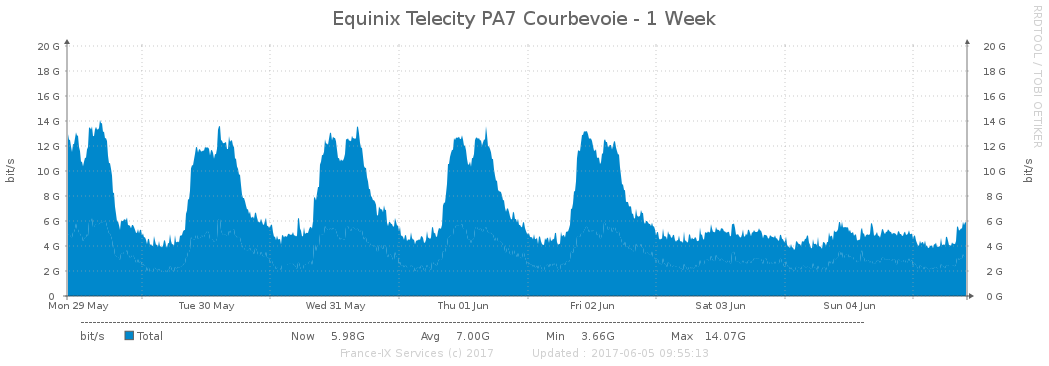 Equinix Telecity PA7 Courbevoie - 1 Week
RRDTOOL / TOBI OETIKER
20 G 20 G
18 G 18 G
16 G 16 G
14 G 14 G
12 G 12 G
10 G 10 G
8 G 8 G
6 G 6 G
4 G 4 G
2 G 2 G
0 0 G
bit/s
bit/s
Mon 29 May Tue 30 May Wed 31 May Thu 01 Jun Fri 02 Jun Sat 03 Jun Sun 04 Jun
bit/s Total Now 5.98G Avg 7.00G Min 3.66G Max 14.07G
France-IX Services (c) 2017 Updated : 2017-06-05 09:55:13